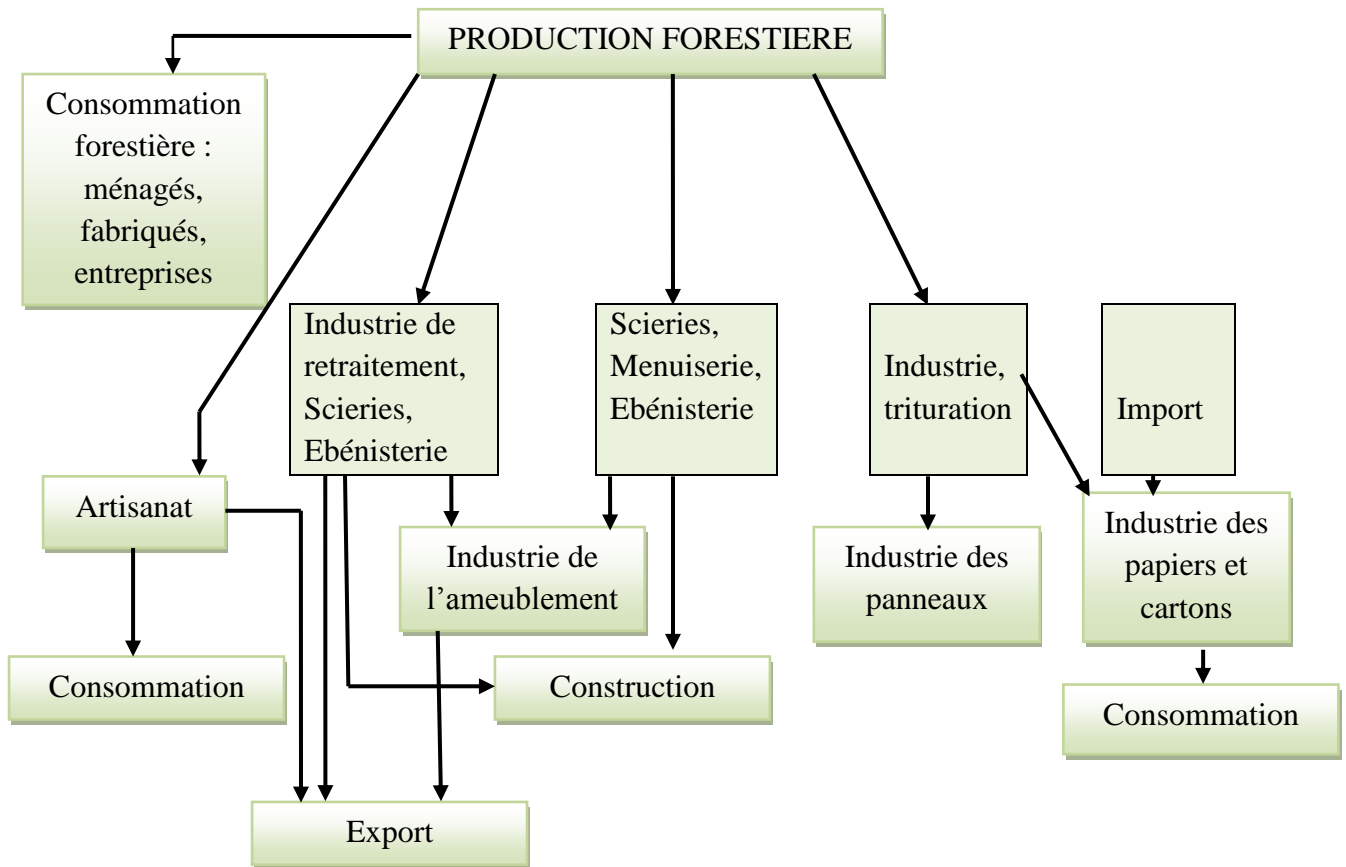 PRODUCTION FORESTIERE
Consommation
forestière :
ménagés,
fabriqués,
entreprises
Industrie de
retraitement,
Scieries,
Ebénisterie
Scieries,
Menuiserie,
Ebénisterie
Industrie,
trituration
Import
Artisanat
Industrie de
l’ameublement
Industrie des
panneaux
Industrie des
papiers et
cartons
Consommation
Construction
Consommation
Export